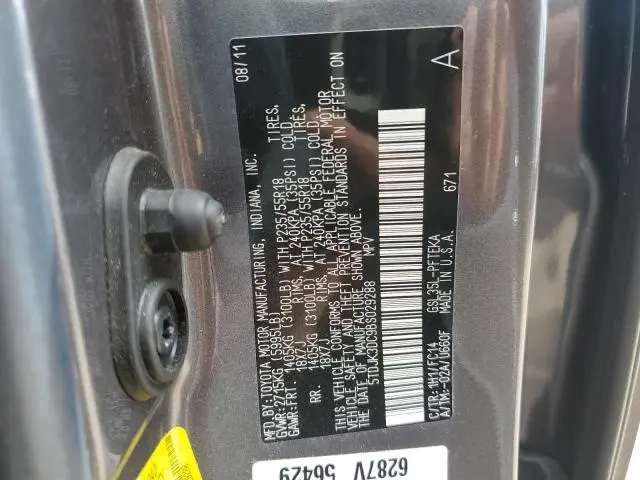 MFD.BY:TOYOTA MOTOR MANUFACTURING, INDIANA, INC. 08/11
GVWR:2715KG (5995LB)
GAWR:FRT. 1405KG (3100LB) WITH P235/55R18 TIRES,
18X7J RIMS, AT 240KPA (35PSI) COLD.
RR. 1405KG (3100LB) WITH P235/55R18 TIRES,
18X7J RIMS, AT 240KPA (35PSI) COLD.
THIS VEHICLE CONFORMS TO ALL APPLICABLE FEDERAL MOTOR
VEHICLE SAFETY AND THEFT PREVENTION STANDARDS IN EFFECT ON
THE DATE OF MANUFACTURE SHOWN ABOVE.
5TDJK3DC9BS029288 MPV
671 A
C/TR:1H1/FC14 GSL35L-PFTEKA
A/TM:-02A/U660F MADE IN U.S.A.
6287V
56429